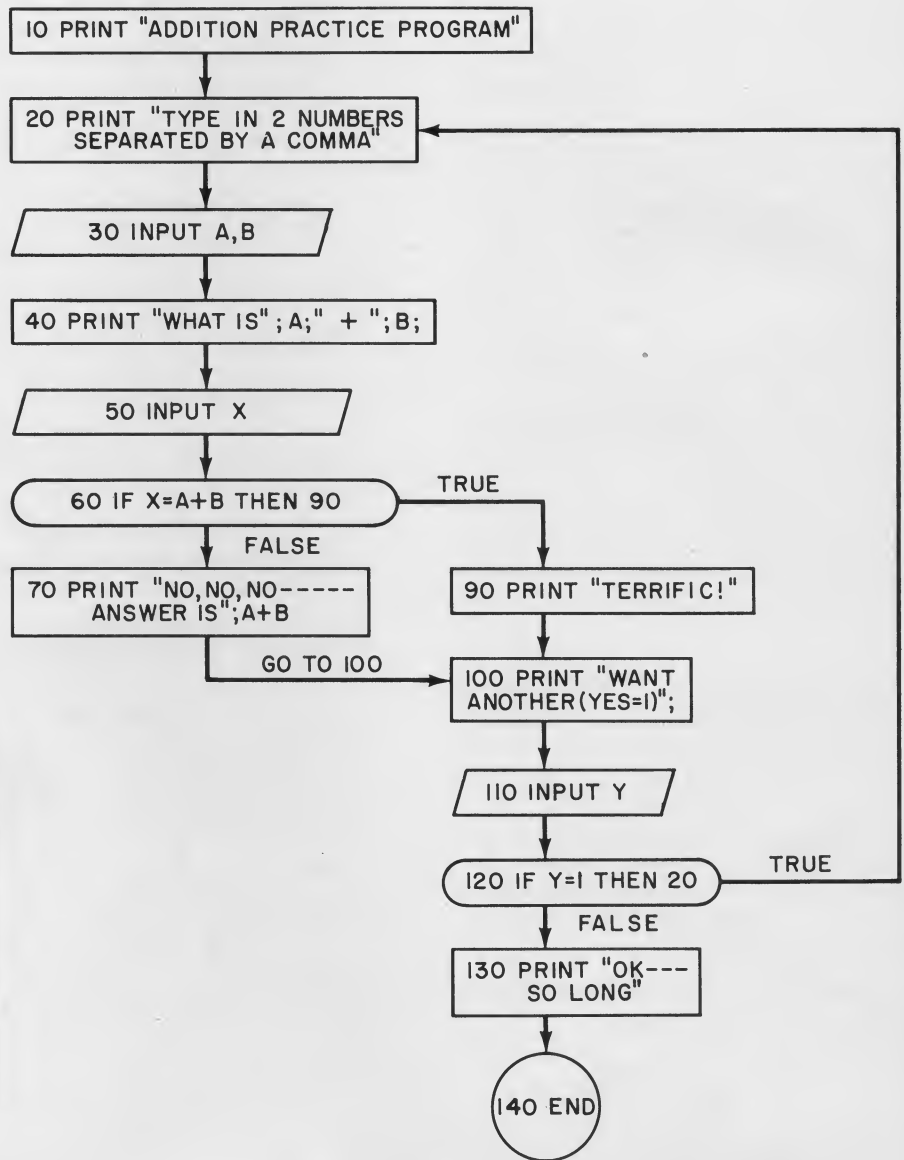 10 PRINT "ADDITION PRACTICE PROGRAM"
20 PRINT "TYPE IN 2 NUMBERS
SEPARATED BY A COMMA"
30 INPUT A,B
40 PRINT "WHAT IS"; A;" + ";B;
50 INPUT X
60 IF X=A+B THEN 90
TRUE
FALSE
70 PRINT "NO,NO,NO-----
ANSWER IS";A+B
GO TO 100
90 PRINT "TERRIFIC!"
100 PRINT "WANT
ANOTHER(YES=1)";
110 INPUT Y
120 IF Y=1 THEN 20
TRUE
FALSE
130 PRINT "OK---
SO LONG"
140 END